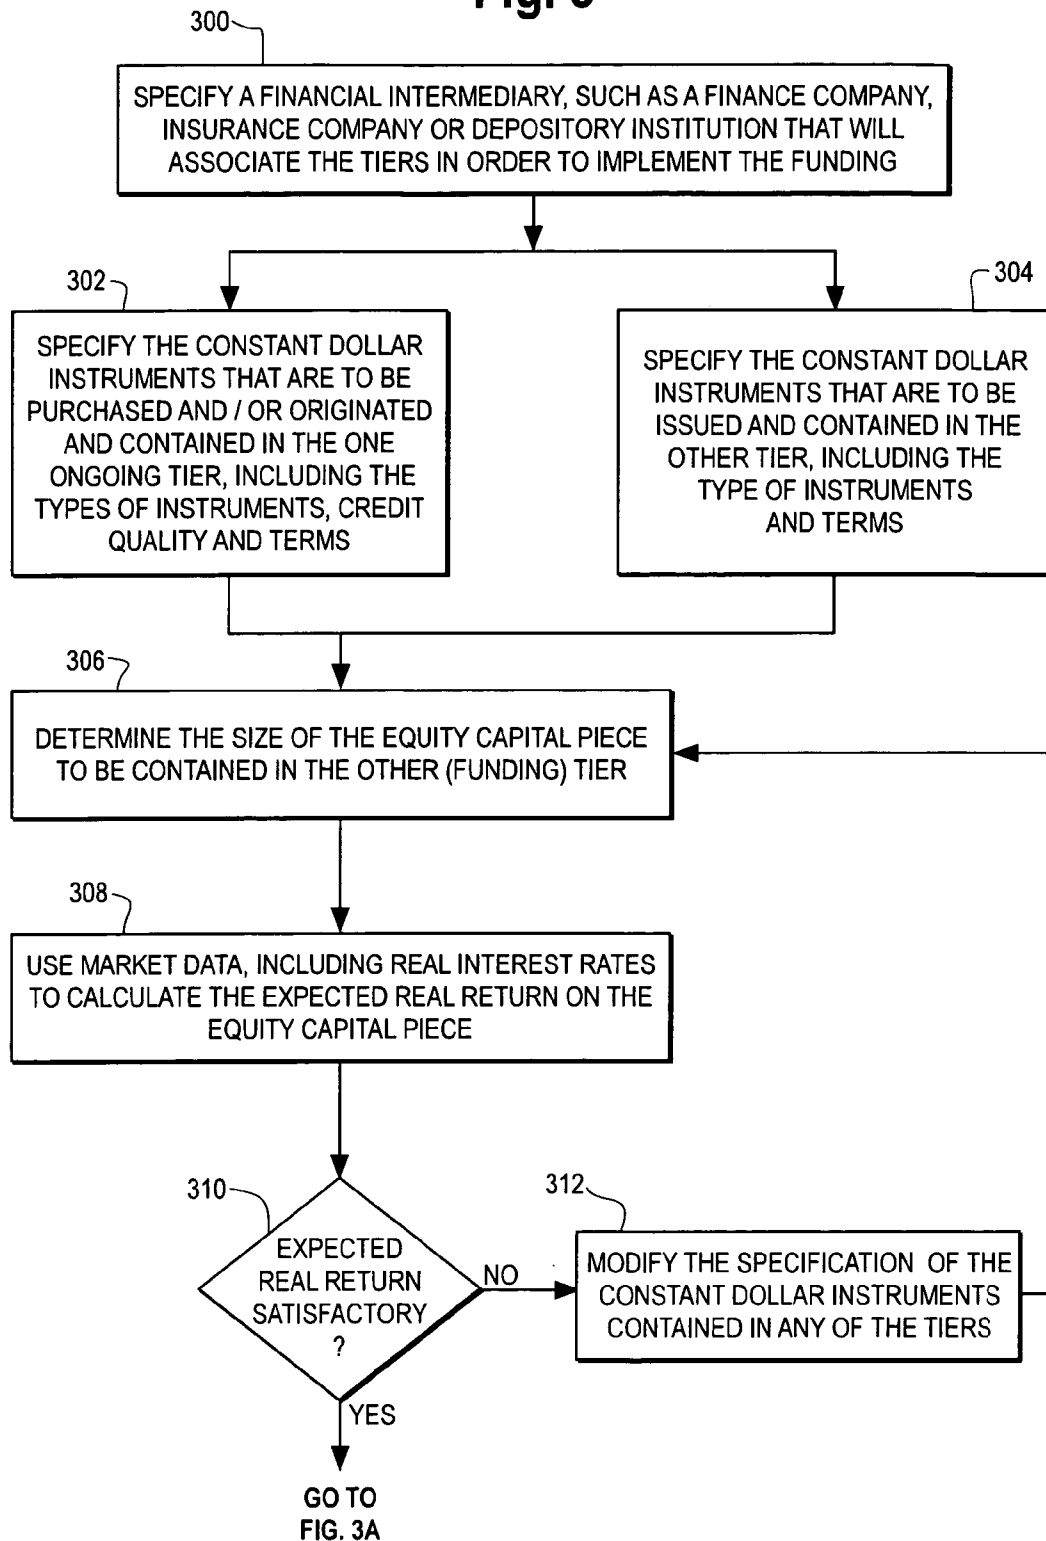 Fig. 3
300
SPECIFY A FINANCIAL INTERMEDIARY, SUCH AS A FINANCE COMPANY,
INSURANCE COMPANY OR DEPOSITORY INSTITUTION THAT WILL
ASSOCIATE THE TIERS IN ORDER TO IMPLEMENT THE FUNDING
302
SPECIFY THE CONSTANT DOLLAR
INSTRUMENTS THAT ARE TO BE
PURCHASED AND / OR ORIGINATED
AND CONTAINED IN THE ONE
ONGOING TIER, INCLUDING THE
TYPES OF INSTRUMENTS, CREDIT
QUALITY AND TERMS
304
SPECIFY THE CONSTANT DOLLAR
INSTRUMENTS THAT ARE TO BE
ISSUED AND CONTAINED IN THE
OTHER TIER, INCLUDING THE
TYPE OF INSTRUMENTS
AND TERMS
306
DETERMINE THE SIZE OF THE EQUITY CAPITAL PIECE
TO BE CONTAINED IN THE OTHER (FUNDING) TIER
308
USE MARKET DATA, INCLUDING REAL INTEREST RATES
TO CALCULATE THE EXPECTED REAL RETURN ON THE
EQUITY CAPITAL PIECE
310
EXPECTED
REAL RETURN
SATISFACTORY
?
NO
312
MODIFY THE SPECIFICATION OF THE
CONSTANT DOLLAR INSTRUMENTS
CONTAINED IN ANY OF THE TIERS
YES
GO TO
FIG. 3A